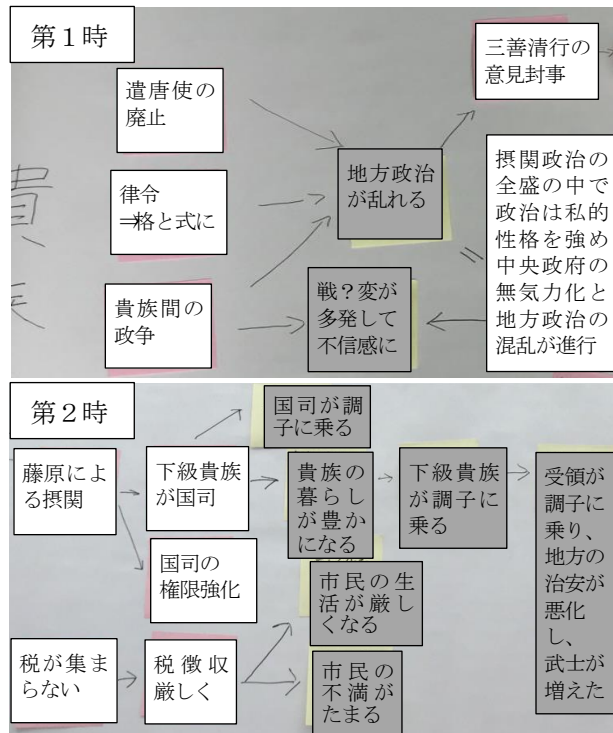 第１時
三善清行の
意見封事
遣唐使の
廃止
律令
⇒格と式に
貴族間の
政争
地方政治
が乱れる
戦？変が
多発して
不信感に
摂関政治の
全盛の中で
政治は私的
性格を強め
中央政府の
無気力化と
地方政治の
混乱が進行
貴
族
第２時
国司が調
子に乗る
藤原によ
る摂関
下級貴族
が国司
貴族の
暮らし
が豊かに
なる
下級貴族
が調子に
乗る
受領が
調子に
乗り、
地方の
治安が
悪化
し、
武士が
増えた
国司の
権限強化
市民の生
活が厳し
くなる
税が集ま
らない
税徴収
厳しく
市民の
不満が
たまる